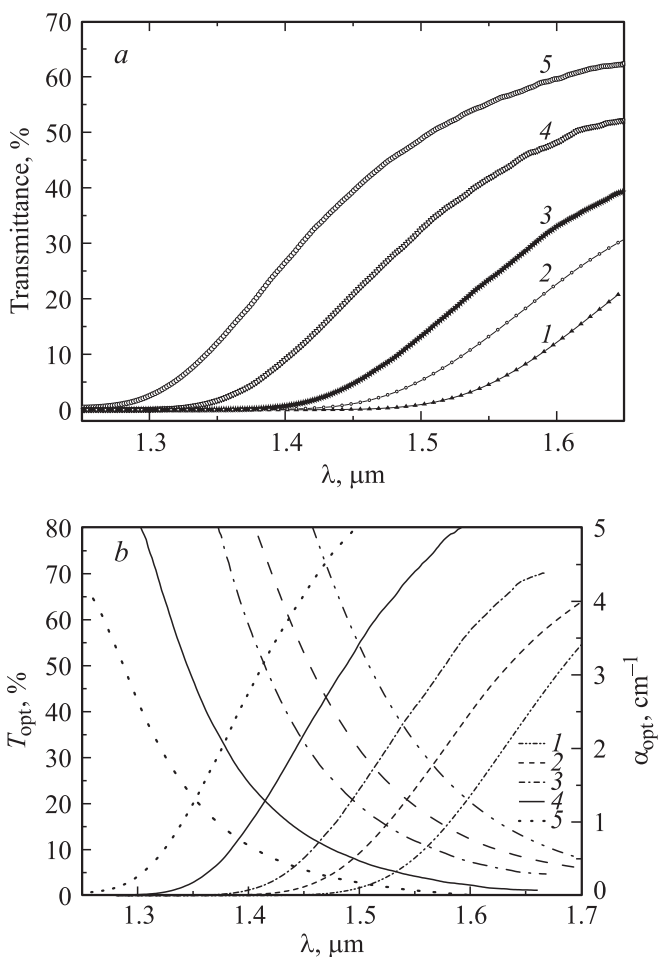 70
a
60
5
50
4
40
3
30
2
20
1
10
0
1.3 1.4 1.5 1.6
λ, μm
Transmittance, %
80 5
b
70
60 4
50
3
40
1
30 2 2
3
20 4
5
1
10
0 0
1.3 1.4 1.5 1.6 1.7
λ, μm
T_opt, %
α_opt, cm⁻¹